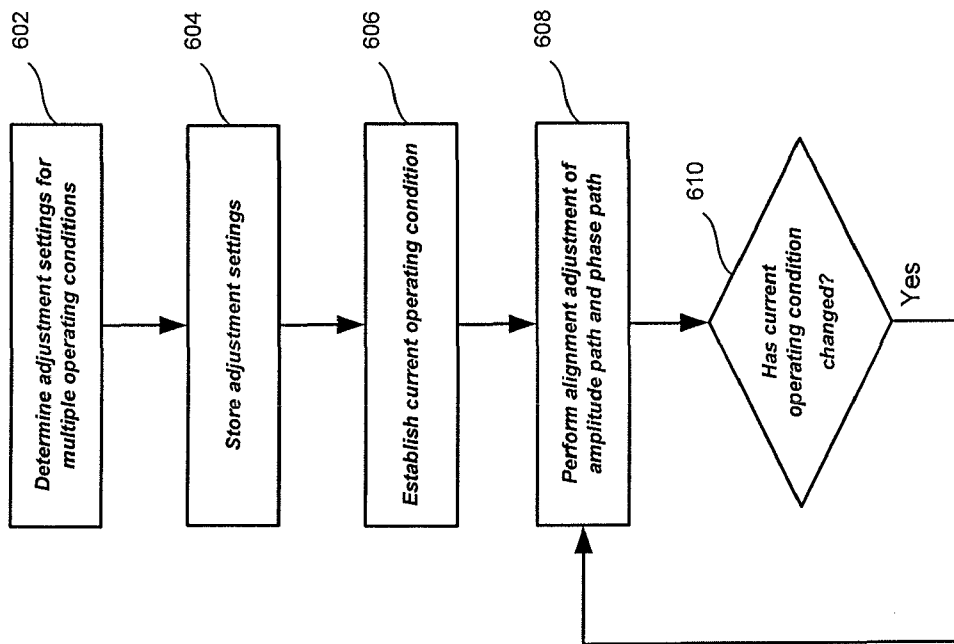 602
Determine adjustment settings for
multiple operating conditions
604
Store adjustment settings
606
Establish current operating condition
608
Perform alignment adjustment of
amplitude path and phase path
610
Has current
operating condition
changed?
Yes